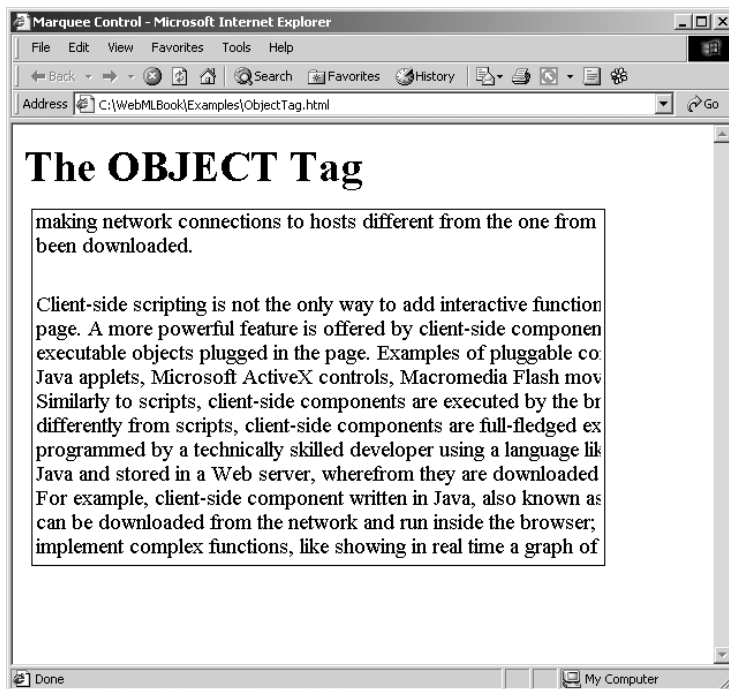 Marquee Control - Microsoft Internet Explorer
File Edit View Favorites Tools Help
Back Search Favorites History
Address C:\WebMLBook\Examples\ObjectTag.html Go
The OBJECT Tag
making network connections to hosts different from the one from
been downloaded.
Client-side scripting is not the only way to add interactive function
page. A more powerful feature is offered by client-side componen
executable objects plugged in the page. Examples of pluggable co
Java applets, Microsoft ActiveX controls, Macromedia Flash mov
Similarly to scripts, client-side components are executed by the br
differently from scripts, client-side components are full-fledged ex
programmed by a technically skilled developer using a language lik
Java and stored in a Web server, wherefrom they are downloaded
For example, client-side component written in Java, also known as
can be downloaded from the network and run inside the browser;
implement complex functions, like showing in real time a graph of
Done My Computer